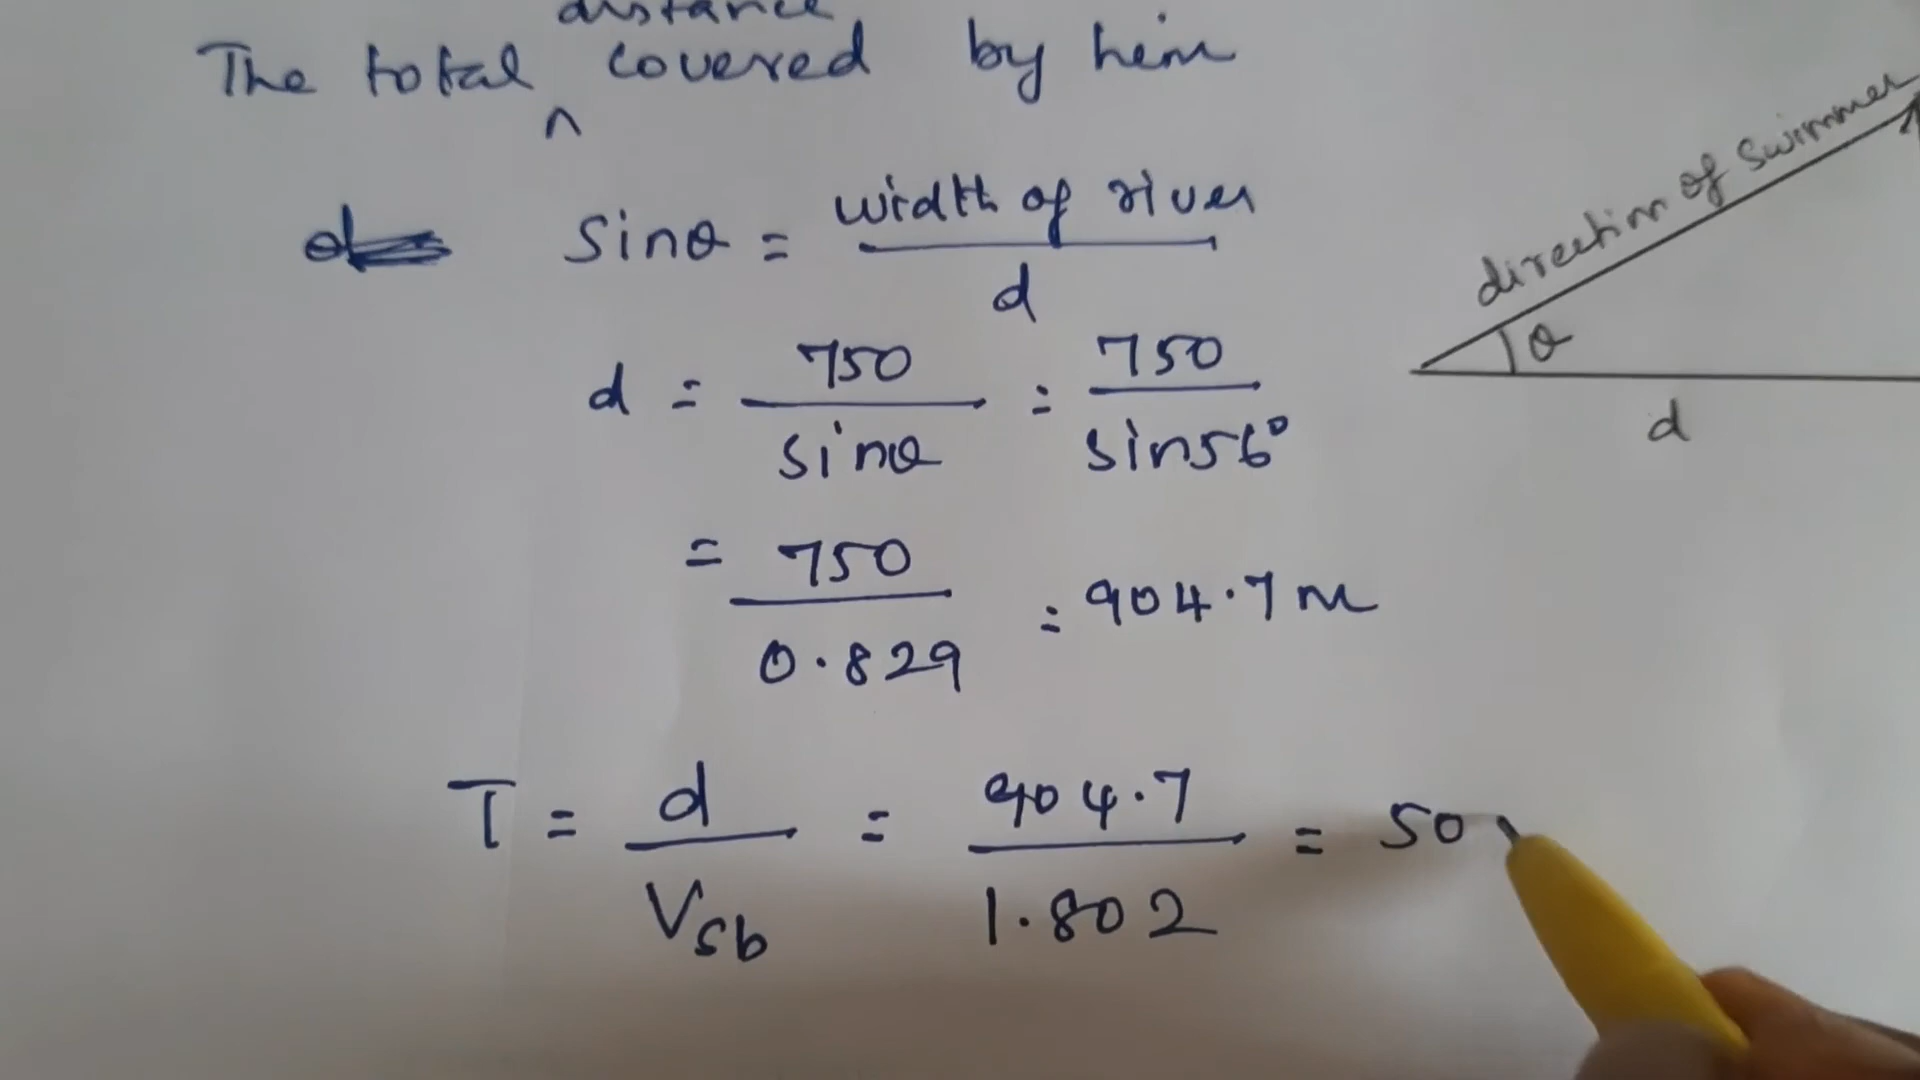 distance
The total ^ covered by him
sinθ = width of river / d
d = 750 / sinθ = 750 / sin56°
= 750 / 0.829 = 904.7 m
T = d / Vsb = 904.7 / 1.802 = 50
direction of swimmer
θ
d